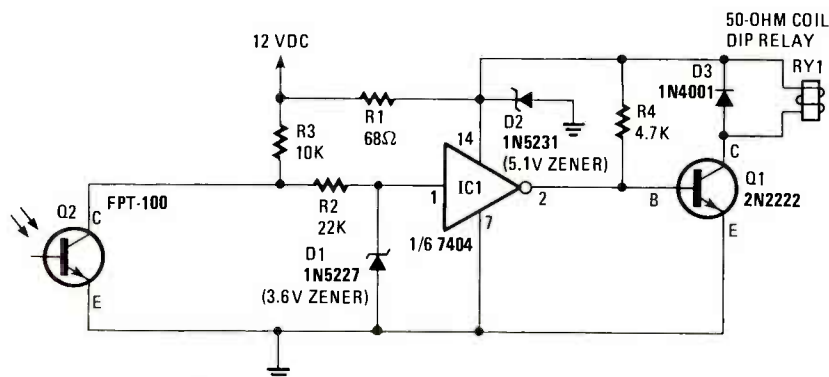 50-OHM COIL
DIP RELAY
12 VDC
D3
1N4001
RY1
R1
68Ω
D2
1N5231
(5.1V ZENER)
R4
4.7K
R3
10K
14
C
Q1
2N2222
FPT-100
R2
22K
1
IC1
2
B
7
E
Q2
C
E
1/6 7404
D1
1N5227
(3.6V ZENER)